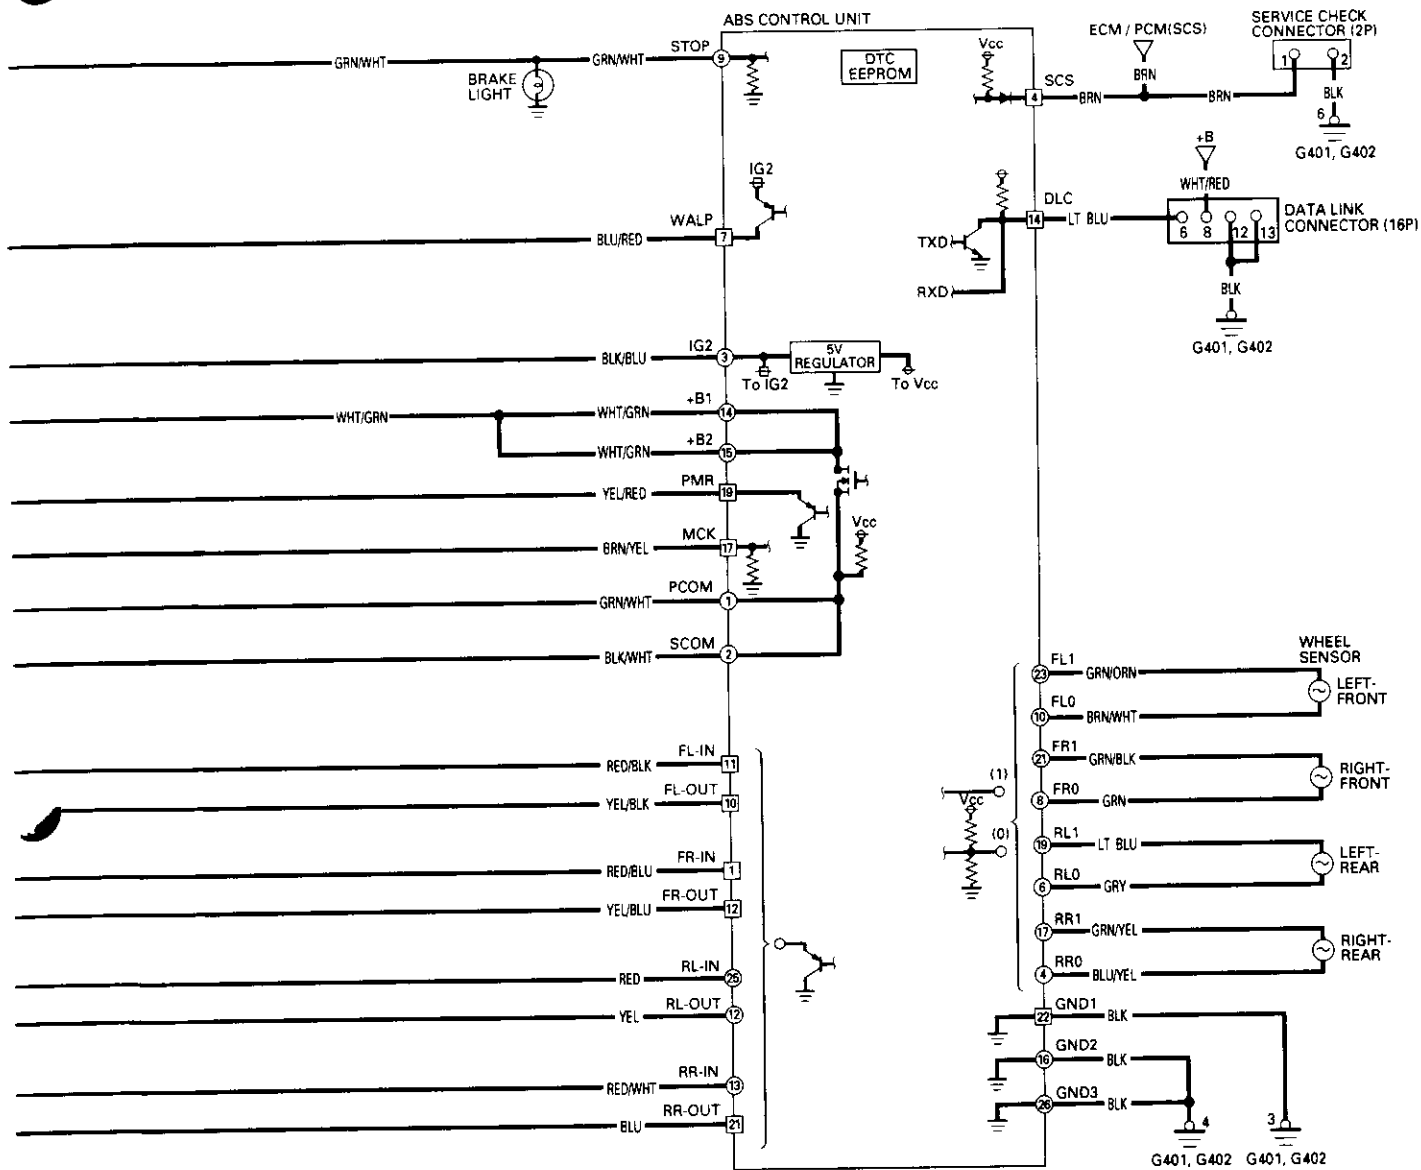 ABS CONTROL UNIT
DTC
EEPROM
GRN/WHT
BRAKE
LIGHT
GRN/WHT
STOP
9
Vcc
SCS
4
BRN
ECM / PCM(SCS)
BRN
BRN
SERVICE CHECK
CONNECTOR (2P)
1
2
BLK
6
G401, G402
IG2
WALP
BLU/RED
7
DLC
14
LT BLU
TXD
RXD
+B
WHT/RED
6
8
12
13
DATA LINK
CONNECTOR (16P)
BLK
G401, G402
IG2
BLK/BLU
3
To IG2
5V
REGULATOR
To Vcc
+B1
WHT/GRN
WHT/GRN
14
+B2
WHT/GRN
15
PMR
YEL/RED
19
Vcc
MCK
BRN/YEL
17
PCOM
GRN/WHT
1
SCOM
BLK/WHT
2
FL-IN
RED/BLK
11
FL-OUT
YEL/BLK
10
FR-IN
RED/BLU
1
FR-OUT
YEL/BLU
12
RL-IN
RED
25
RL-OUT
YEL
12
RR-IN
RED/WHT
13
RR-OUT
BLU
21
(1)
Vcc
(0)
WHEEL
SENSOR
FL1
23
GRN/ORN
FL0
10
BRN/WHT
LEFT-
FRONT
FR1
21
GRN/BLK
FR0
8
GRN
RIGHT-
FRONT
RL1
19
LT BLU
RL0
6
GRY
LEFT-
REAR
RR1
17
GRN/YEL
RR0
4
BLU/YEL
RIGHT-
REAR
GND1
22
BLK
GND2
16
BLK
GND3
26
BLK
4
G401, G402
3
G401, G402